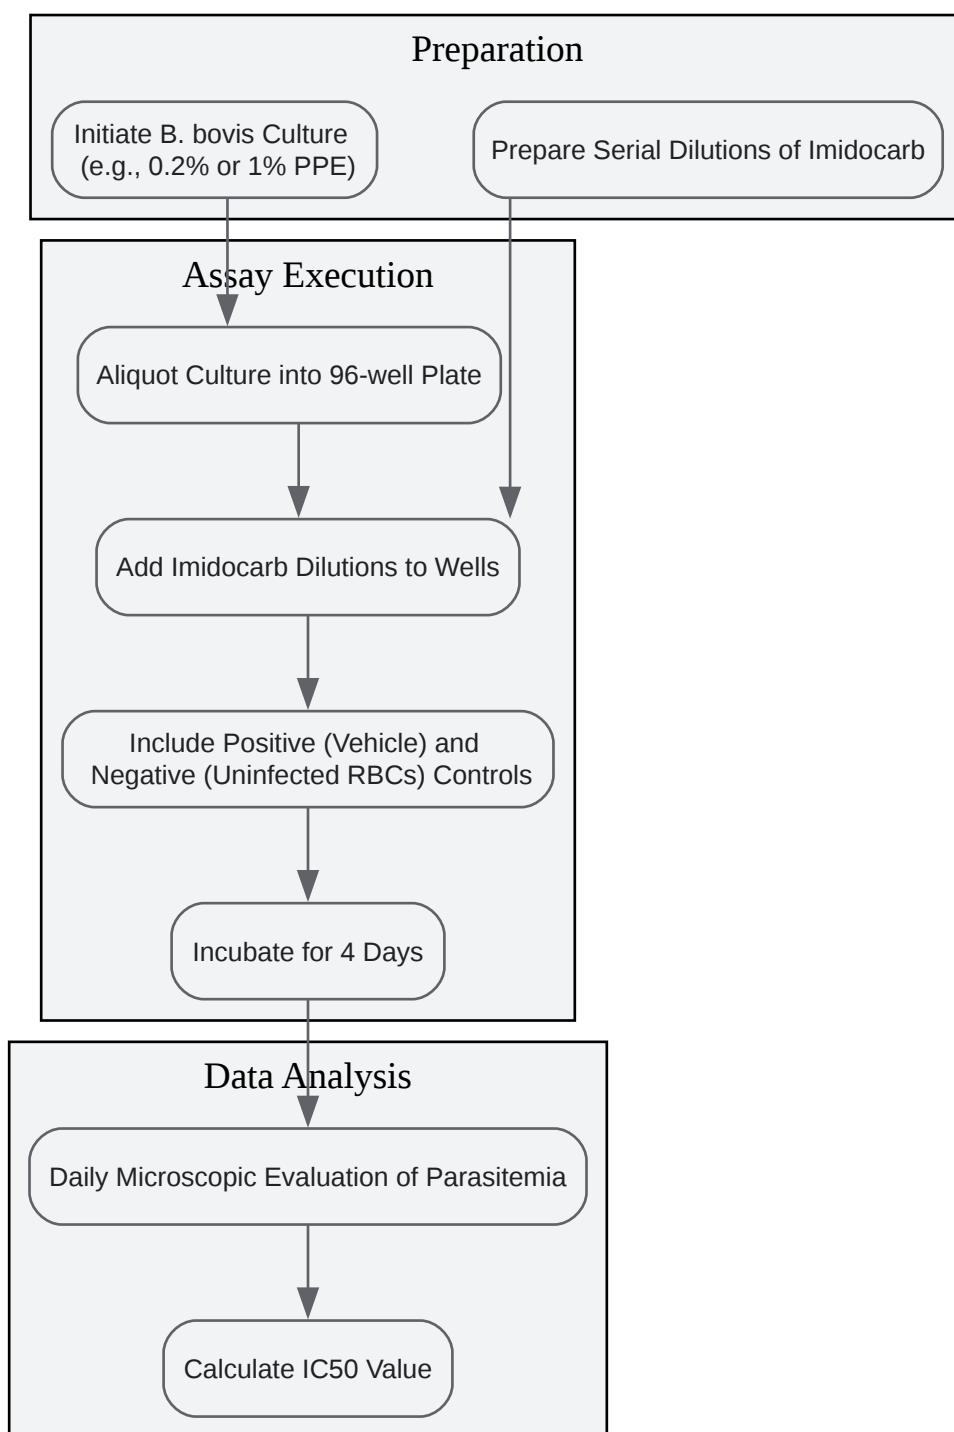 Preparation
Initiate B. bovis Culture
(e.g., 0.2% or 1% PPE)
Prepare Serial Dilutions of Imidocarb
Assay Execution
Aliquot Culture into 96-well Plate
Add Imidocarb Dilutions to Wells
Include Positive (Vehicle) and
Negative (Uninfected RBCs) Controls
Incubate for 4 Days
Data Analysis
Daily Microscopic Evaluation of Parasitemia
Calculate IC50 Value